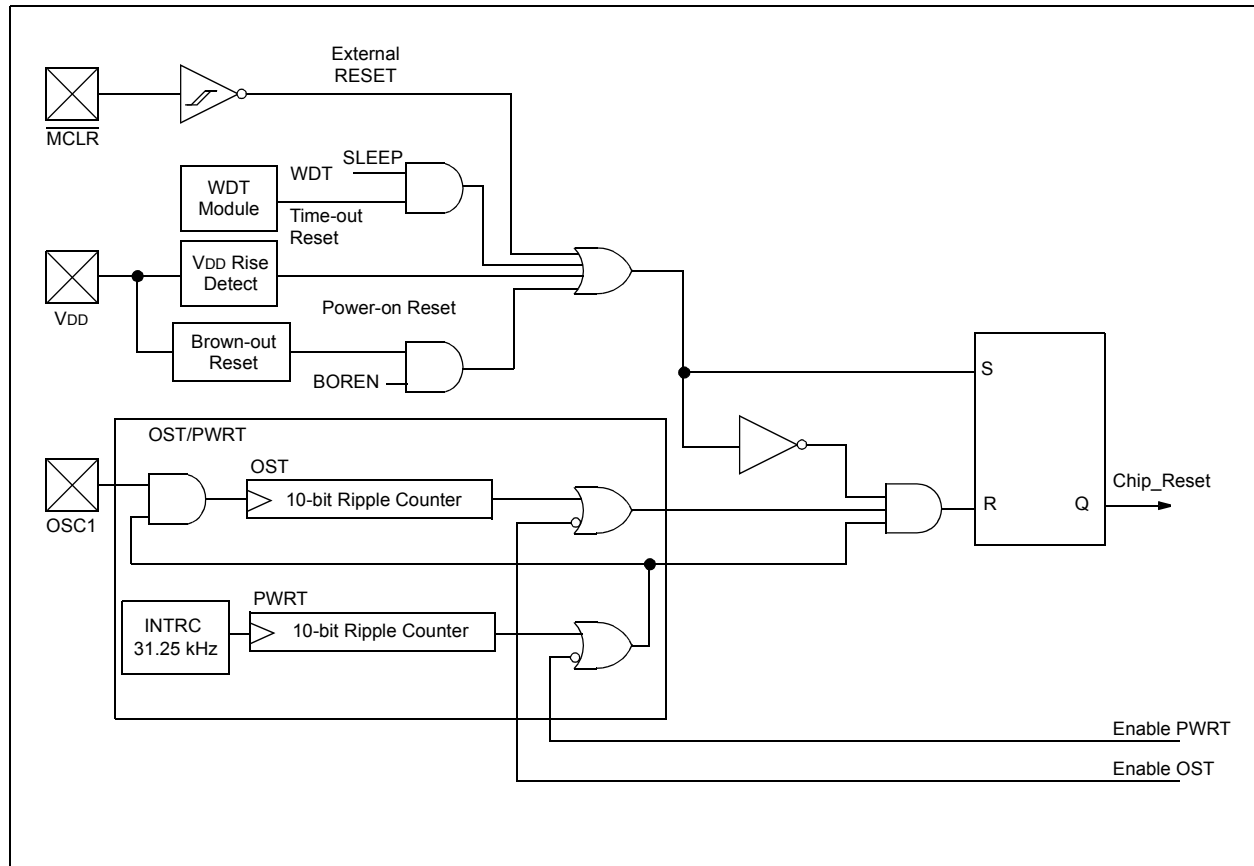 External
RESET
MCLR
SLEEP
WDT
WDT
Module
Time-out
Reset
VDD Rise
Detect
VDD
Power-on Reset
Brown-out
Reset
BOREN
S
OST/PWRT
OST
10-bit Ripple Counter
OSC1
Chip_Reset
R
Q
PWRT
INTRC
31.25 kHz
10-bit Ripple Counter
Enable PWRT
Enable OST